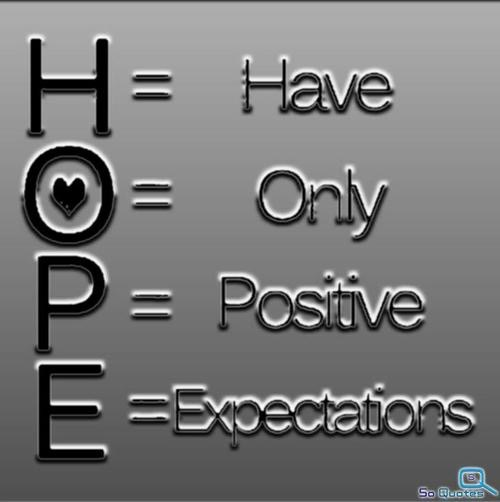 H = Have
O = Only
P = Positive
E = Expectations
So Quotes